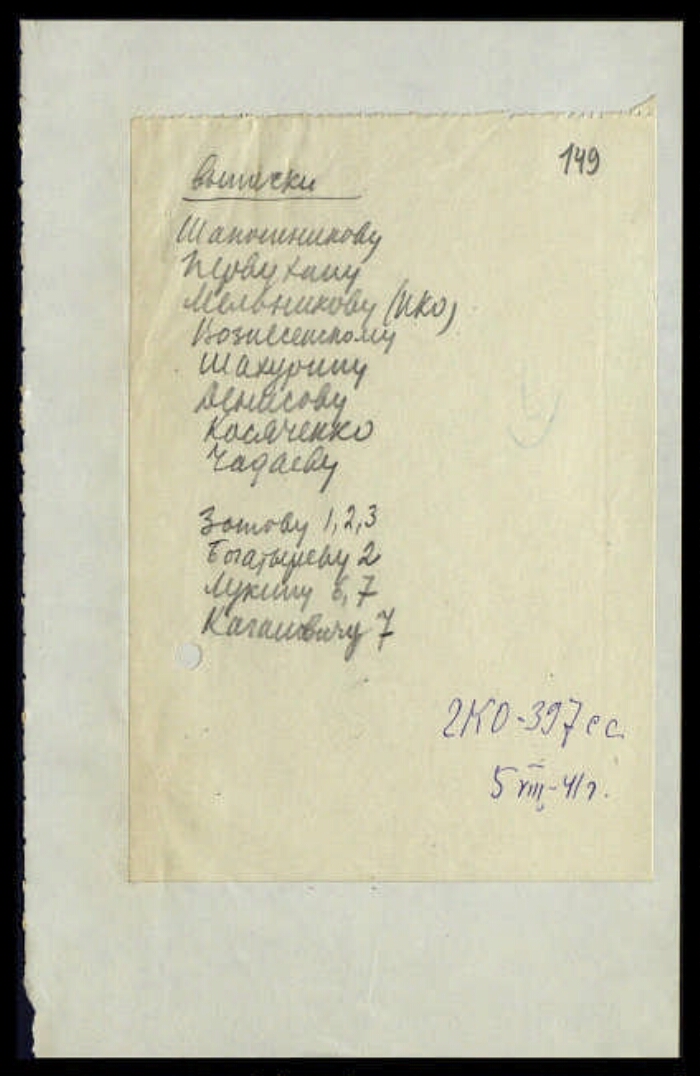 149
Выписки
Шапошникову
Первухину
Мельникову (НКО)
Вознесенскому
Шахурину
Денисову
Косяченко
Чадаеву
Зотову 1, 2, 3
Богатыреву 2
Лукину 6, 7
Кагановичу 7
ГКО-397сс
5 VIII-41г.